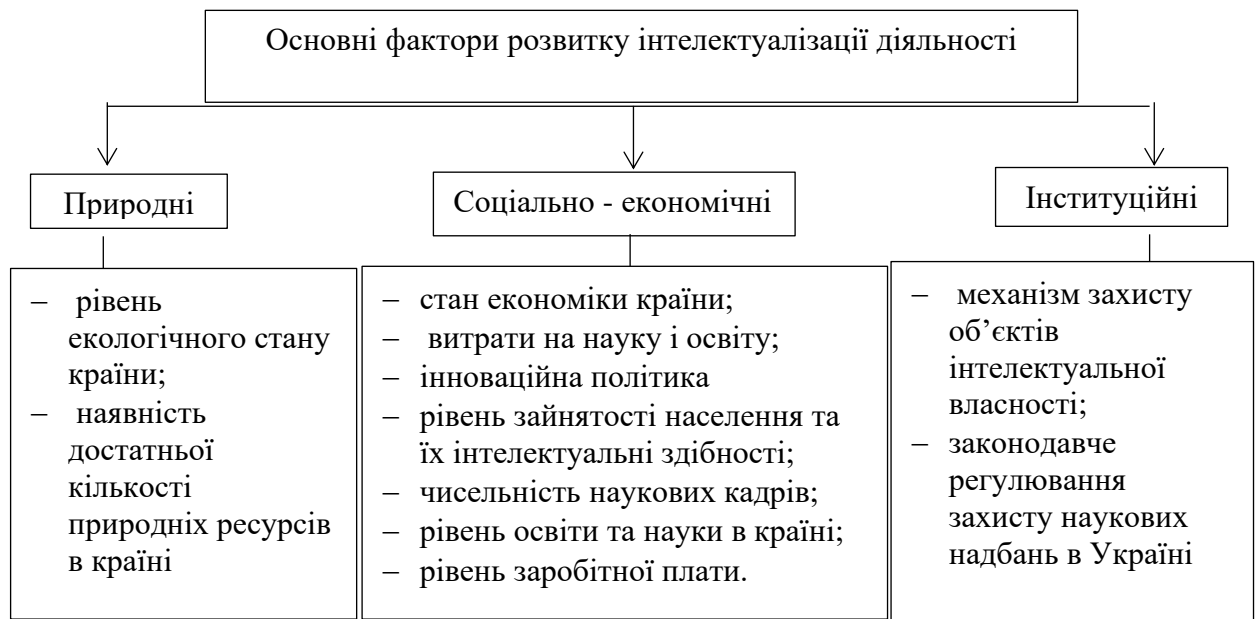 Основні фактори розвитку інтелектуалізації діяльності
Природні
Соціально - економічні
Інституційні
– рівень
екологічного стану
країни;
– наявність
достатньої
кількості
природніх ресурсів
в країні
– стан економіки країни;
– витрати на науку і освіту;
– інноваційна політика
– рівень зайнятості населення та
їх інтелектуальні здібності;
– чисельність наукових кадрів;
– рівень освіти та науки в країні;
– рівень заробітної плати.
– механізм захисту
об’єктів
інтелектуальної
власності;
– законодавче
регулювання
захисту наукових
надбань в Україні